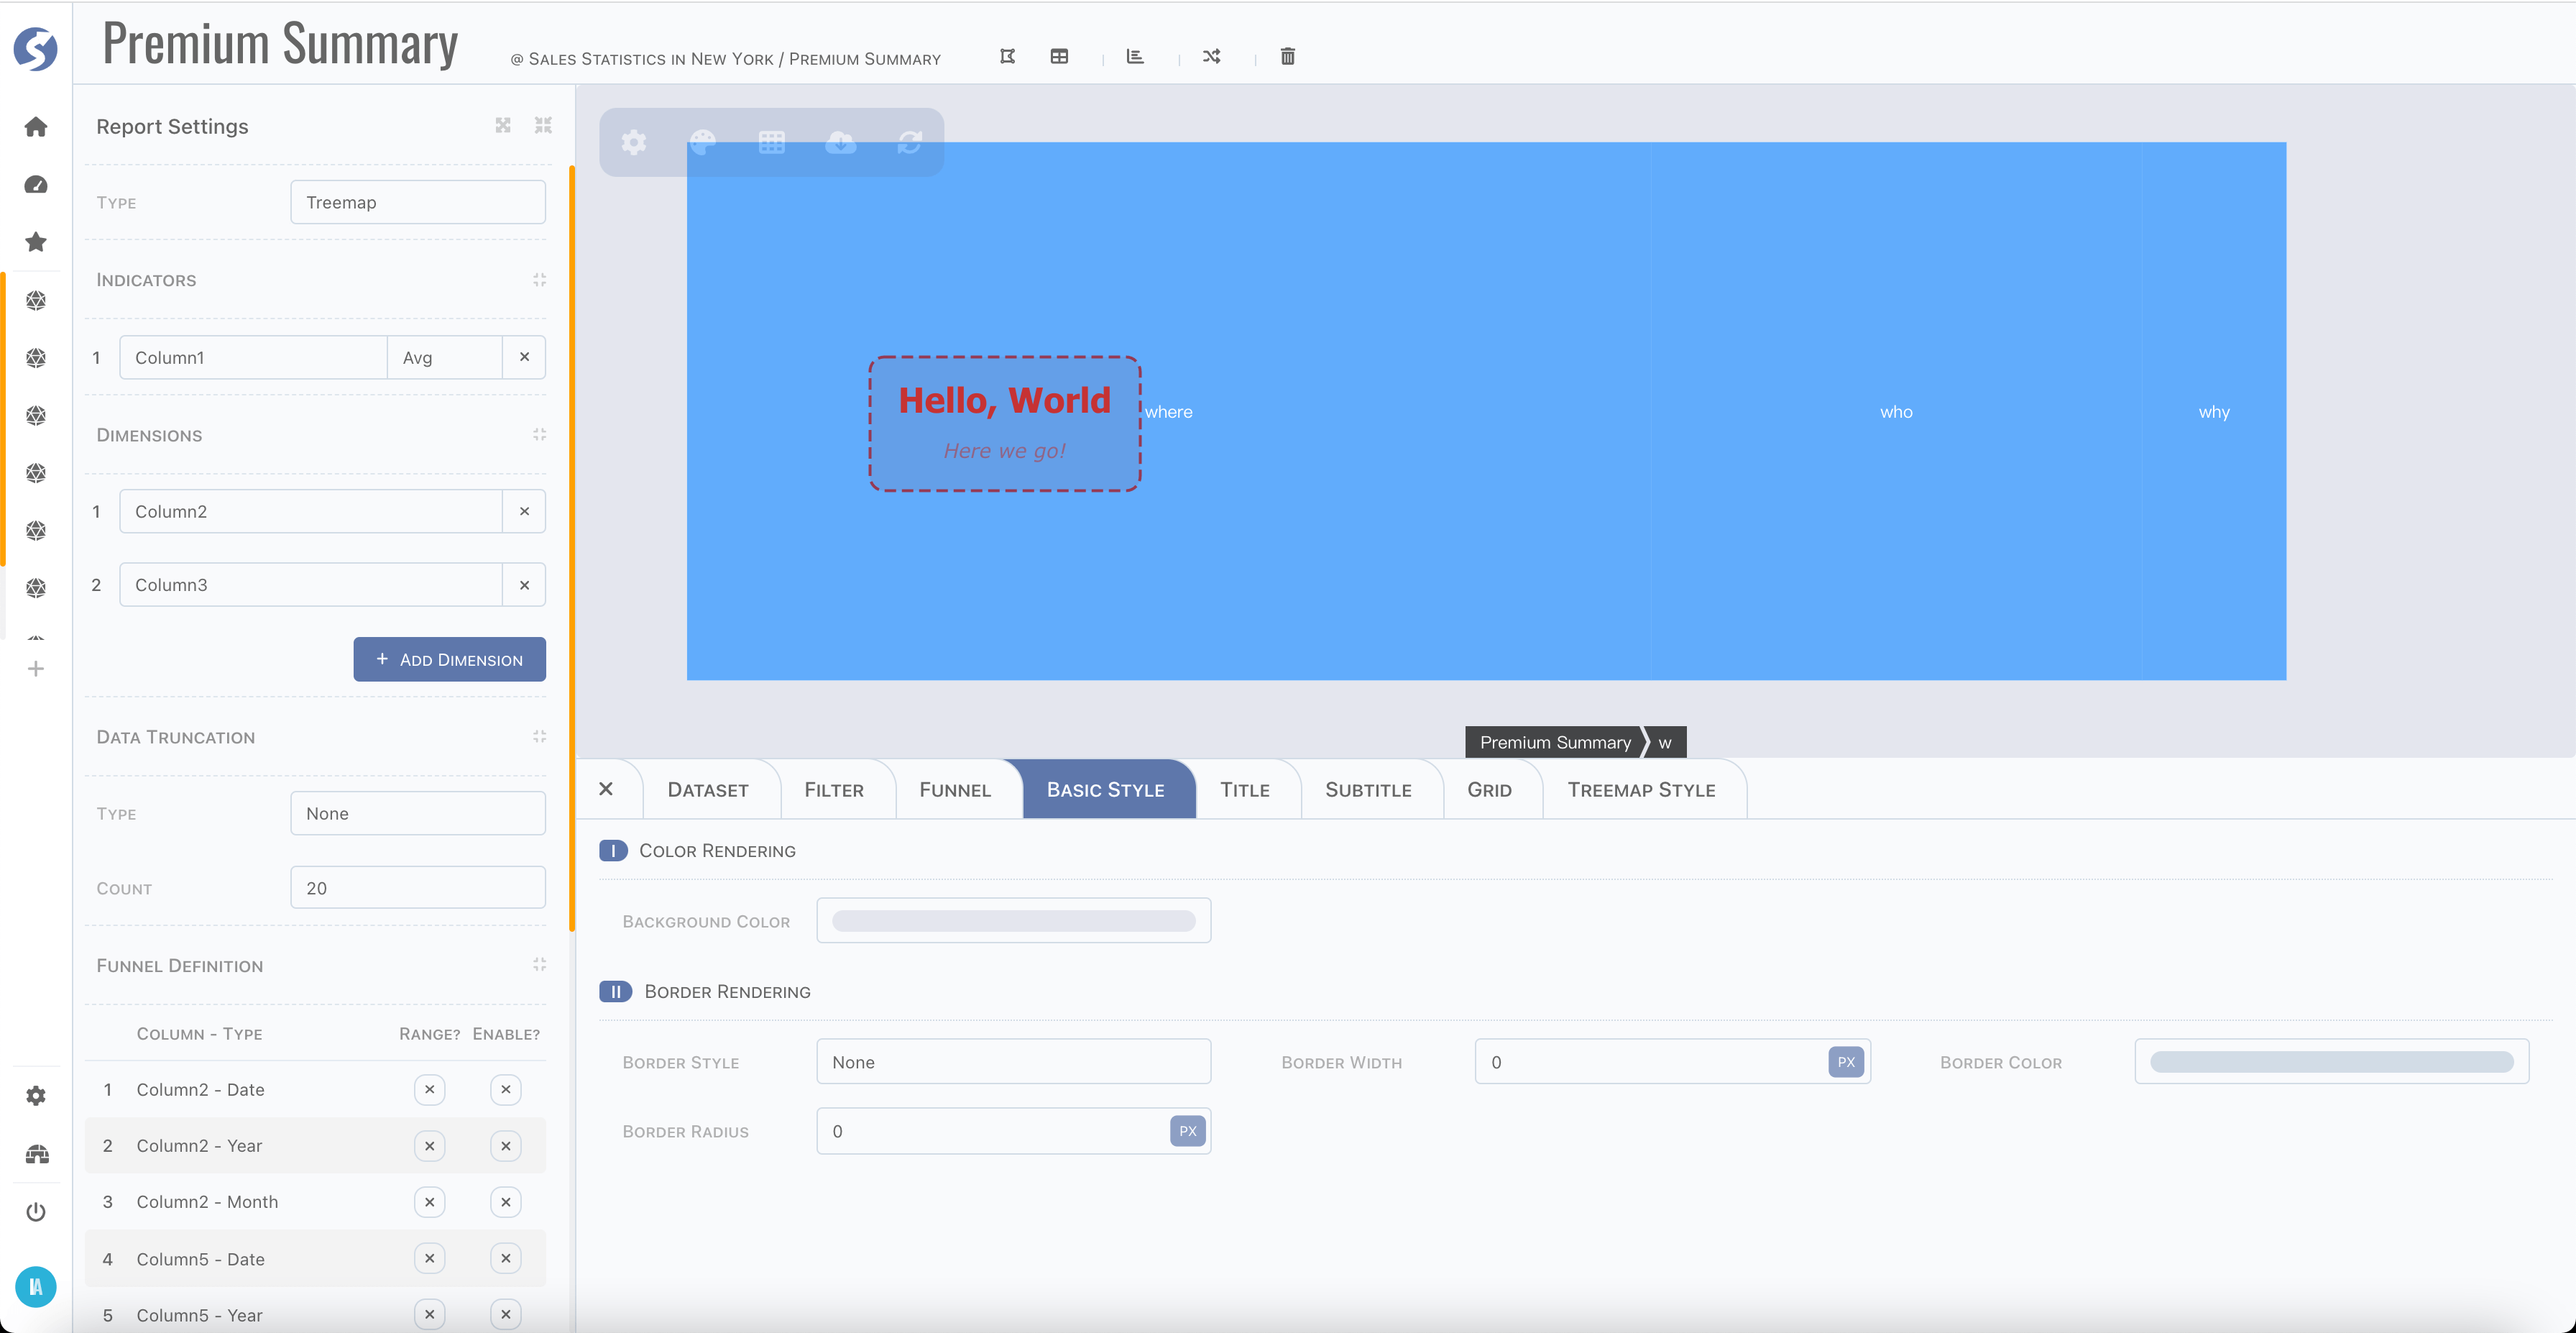 Premium Summary
@ Sales Statistics in New York / Premium Summary
Report Settings
Type
Treemap
Indicators
1
Column1
Avg
Dimensions
1
Column2
2
Column3
+ Add Dimension
Data Truncation
Type
None
Count
20
Funnel Definition
Column - Type
Range?
Enable?
1
Column2 - Date
2
Column2 - Year
3
Column2 - Month
4
Column5 - Date
5
Column5 - Year
IA
Hello, World
Here we go!
where
who
why
Premium Summary
w
Dataset
Filter
Funnel
Basic Style
Title
Subtitle
Grid
Treemap Style
I
Color Rendering
Background Color
II
Border Rendering
Border Style
None
Border Width
0
PX
Border Color
Border Radius
0
PX